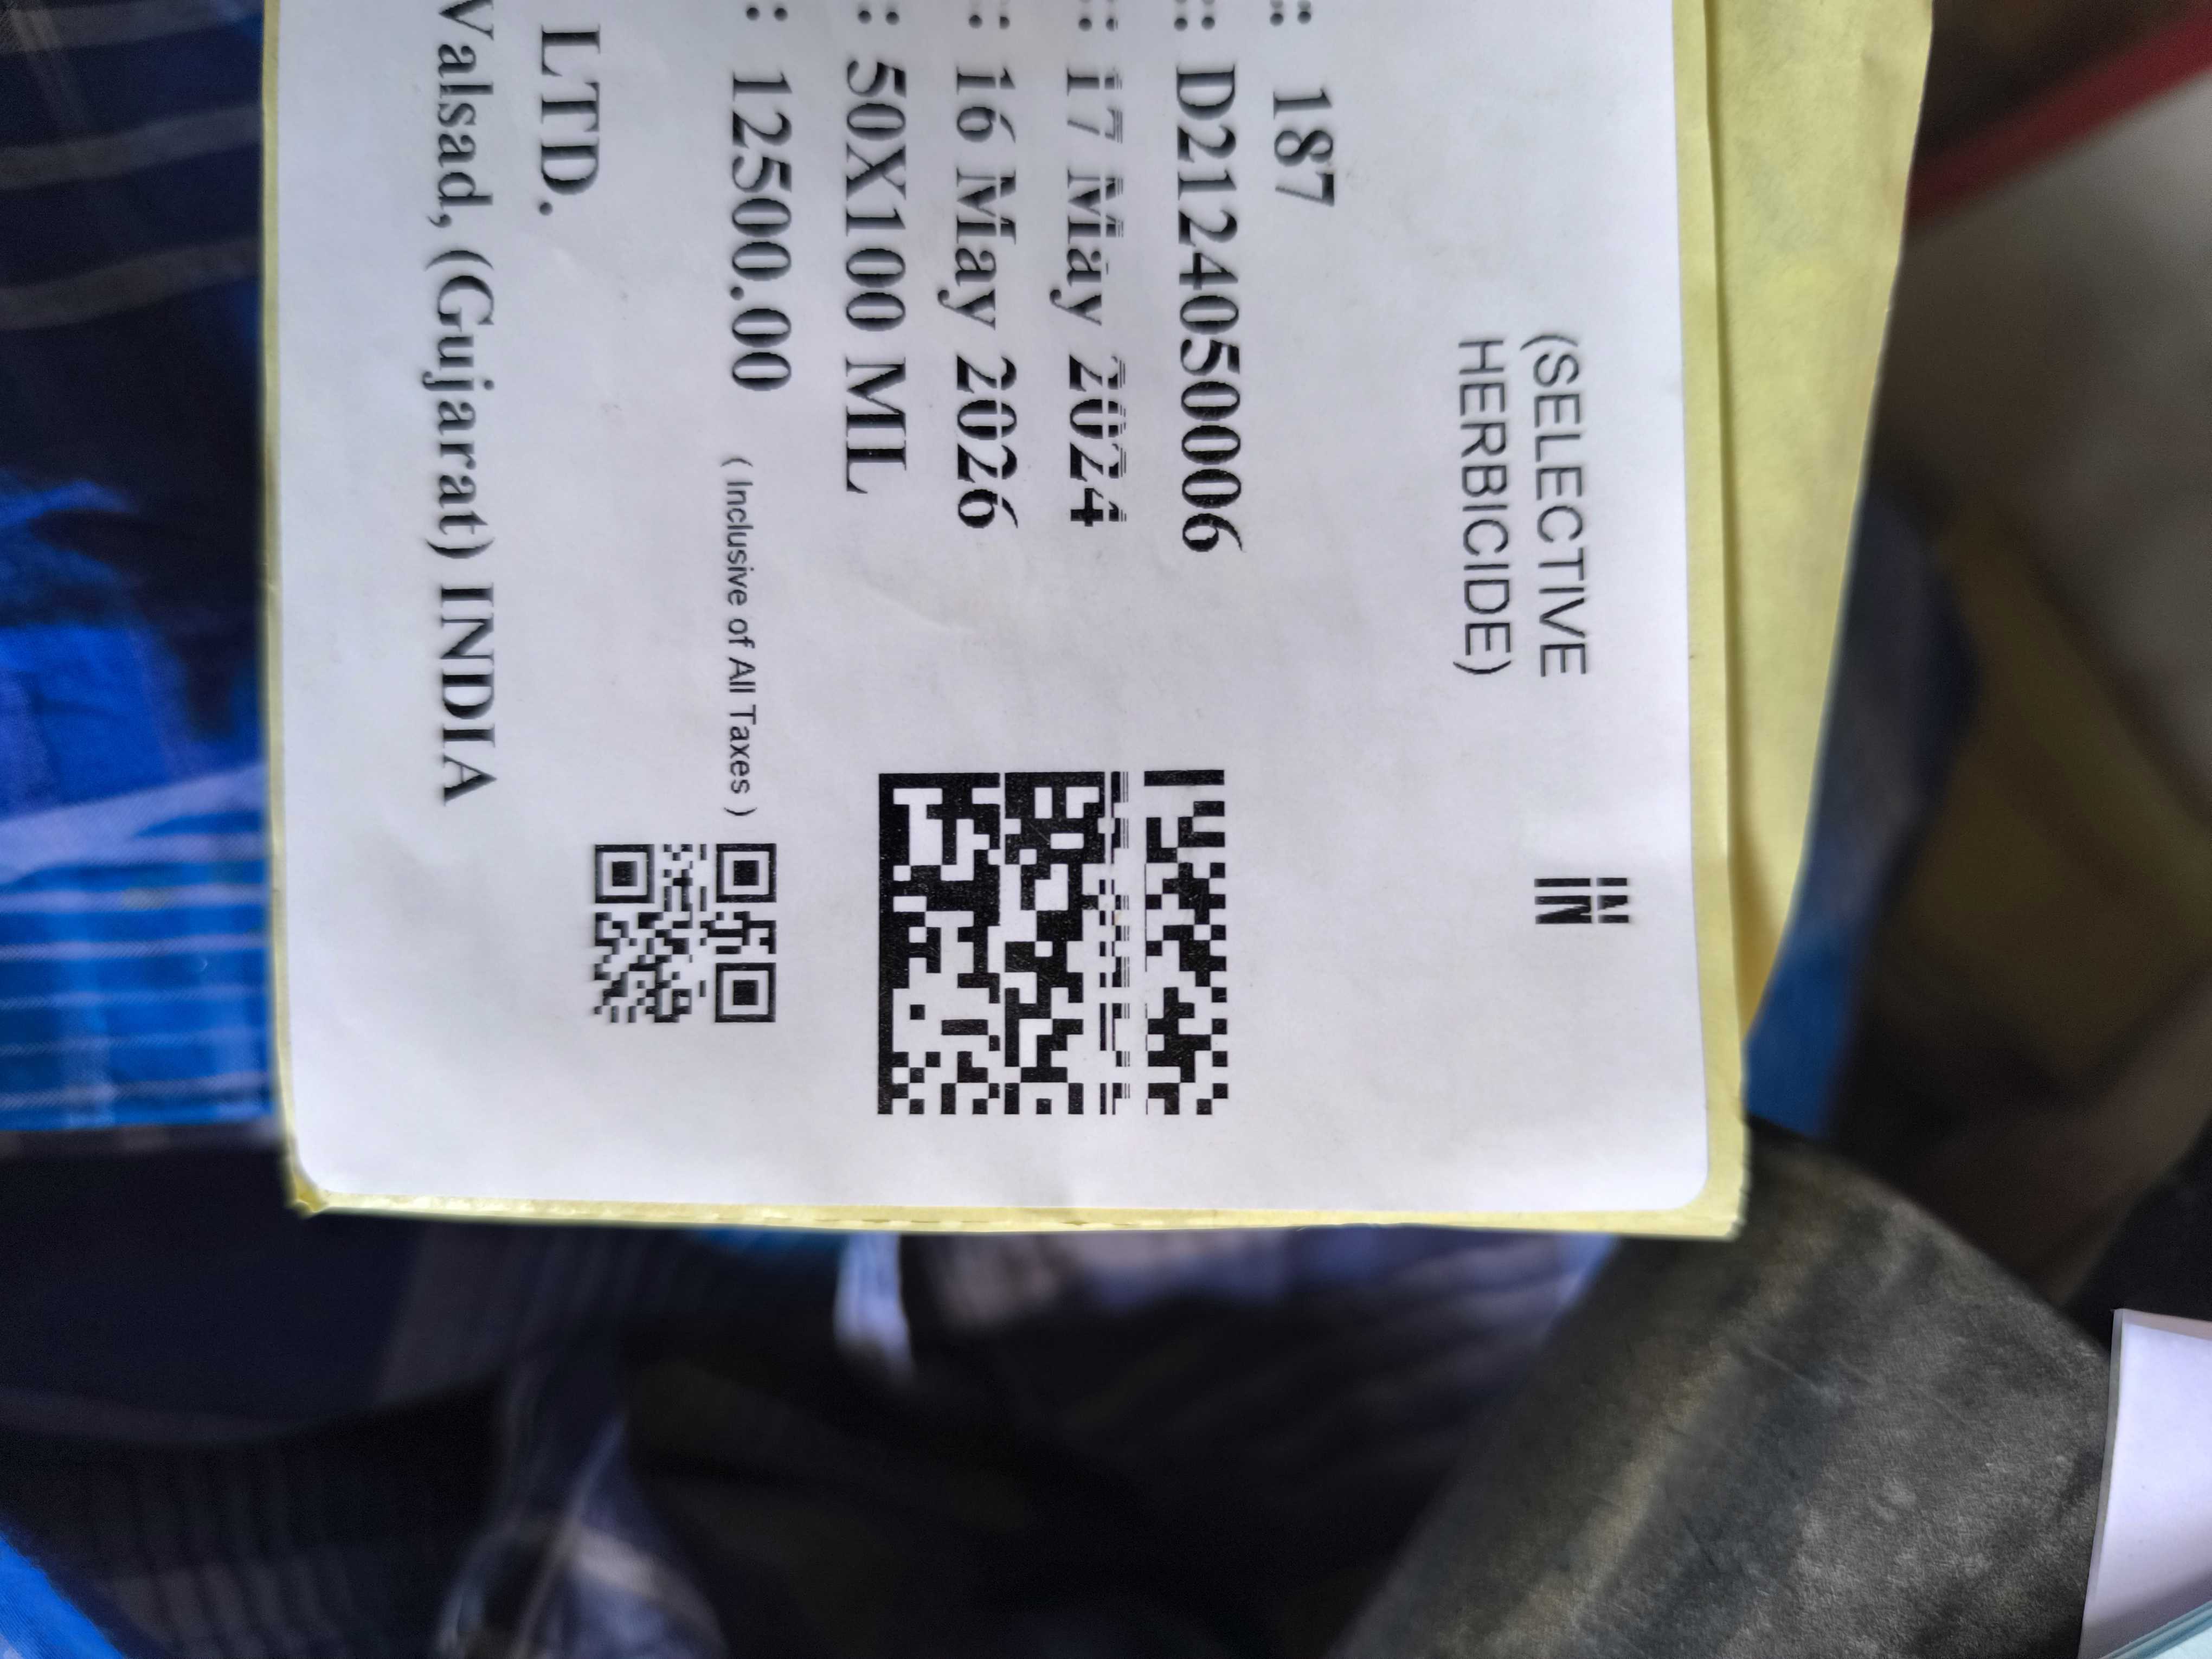 IN
(SELECTIVE
HERBICIDE)
: 187
: D21124050006
: 17 May 2024
: 16 May 2026
: 50X100 ML
: 12500.00 ( Inclusive of All Taxes )
LTD.
Valsad, (Gujarat) INDIA